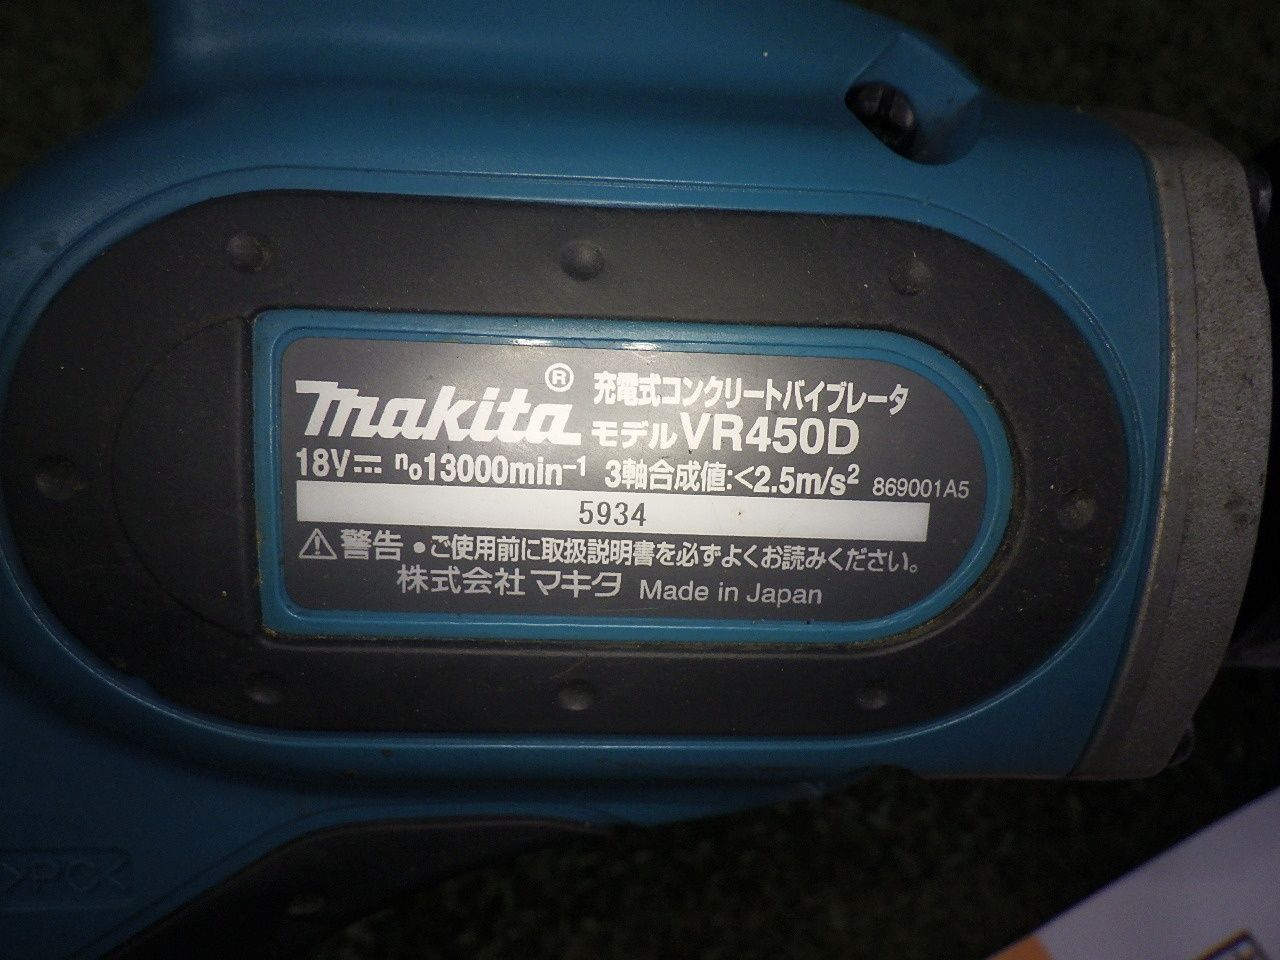 makita® 充電式コンクリートバイブレータ
モデル VR450D
18V⎓ n₀13000min⁻¹ 3軸合成値:<2.5m/s² 869001A5
5934
⚠警告 ・ご使用前に取扱説明書を必ずよくお読みください。
株式会社 マキタ Made in Japan
>PC<